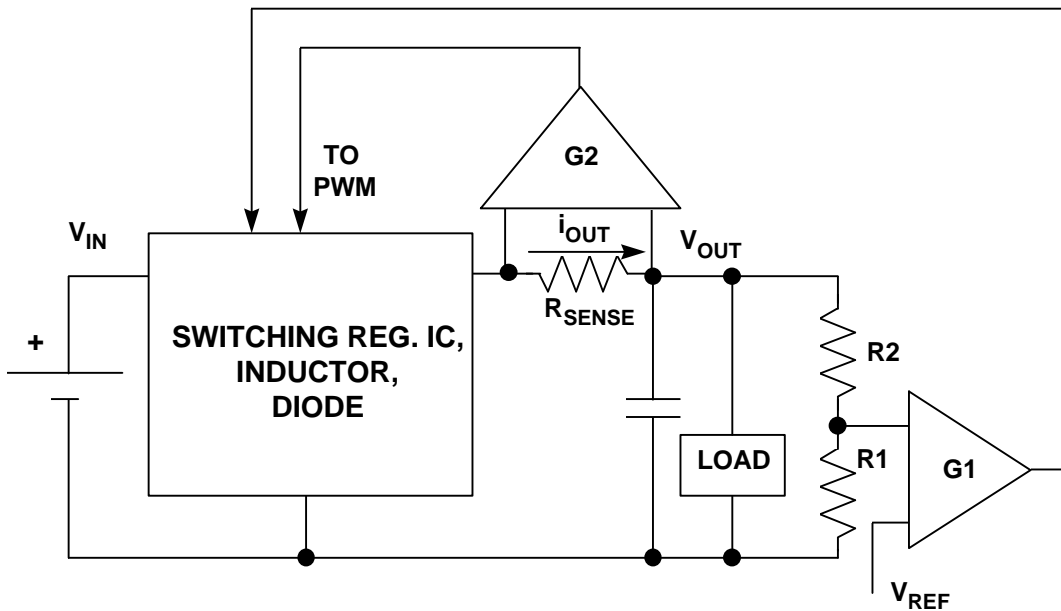 TO
PWM
G2
V_IN
i_OUT
V_OUT
R_SENSE
+
SWITCHING REG. IC,
INDUCTOR,
DIODE
R2
LOAD
R1
G1
V_REF